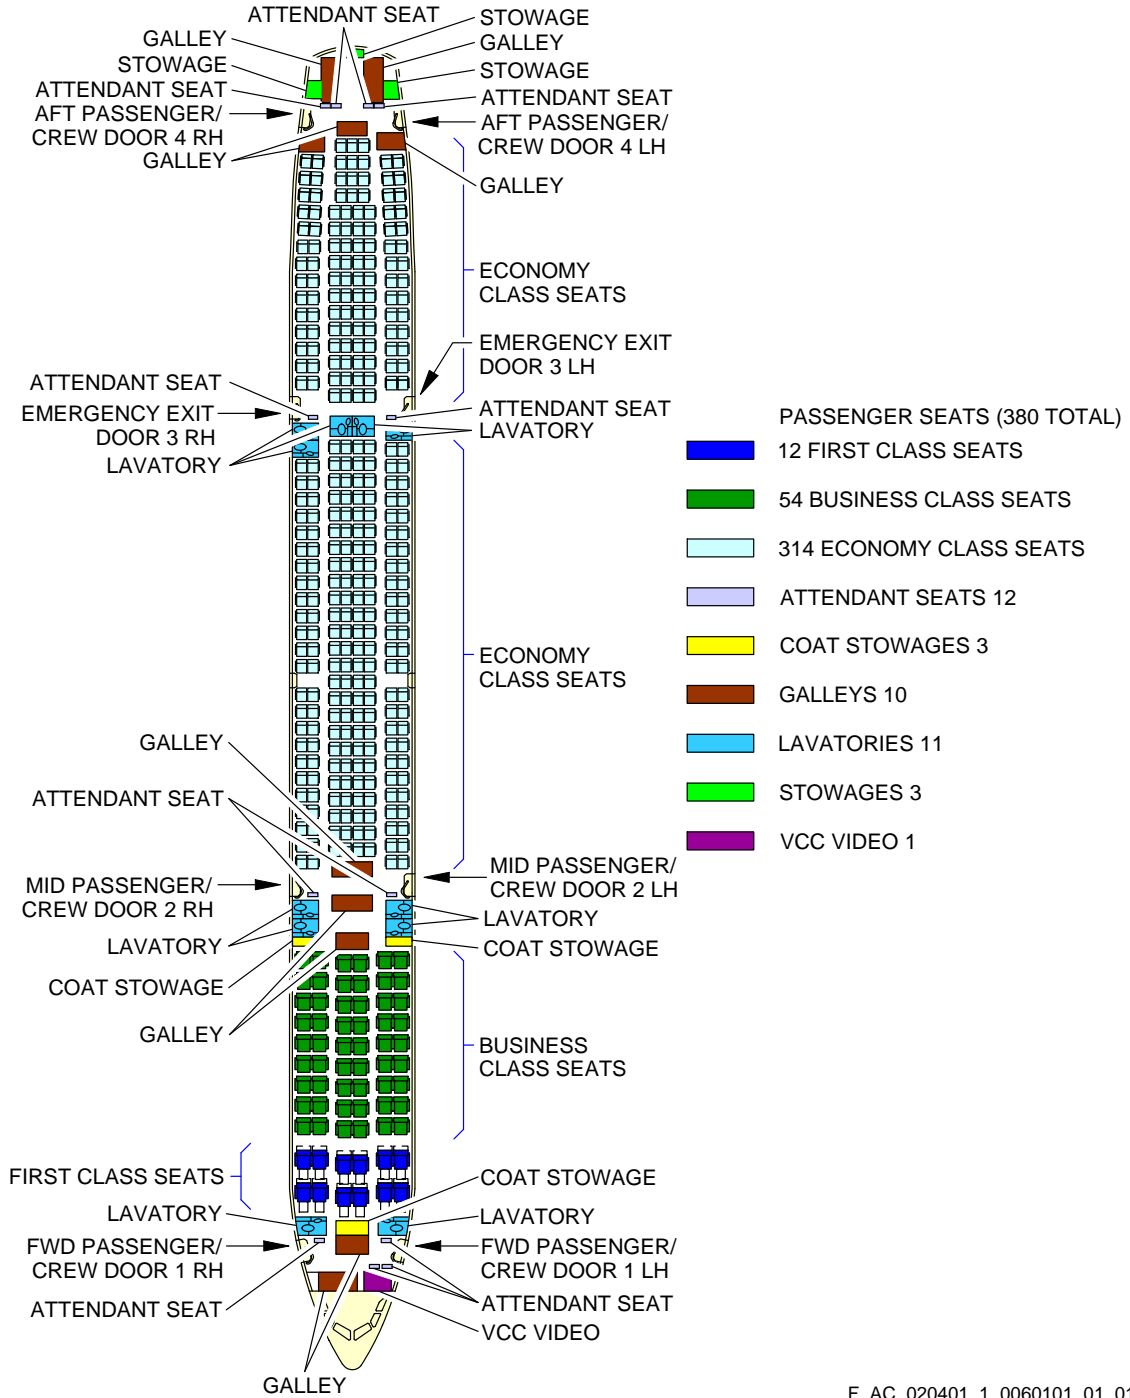 ATTENDANT SEAT
STOWAGE
GALLEY
GALLEY
STOWAGE
STOWAGE
ATTENDANT SEAT
ATTENDANT SEAT
AFT PASSENGER/
CREW DOOR 4 RH
AFT PASSENGER/
CREW DOOR 4 LH
GALLEY
GALLEY
ECONOMY
CLASS SEATS
EMERGENCY EXIT
DOOR 3 LH
ATTENDANT SEAT
ATTENDANT SEAT
EMERGENCY EXIT
DOOR 3 RH
LAVATORY
LAVATORY
PASSENGER SEATS (380 TOTAL)
12 FIRST CLASS SEATS
54 BUSINESS CLASS SEATS
314 ECONOMY CLASS SEATS
ATTENDANT SEATS 12
COAT STOWAGES 3
GALLEYS 10
LAVATORIES 11
STOWAGES 3
VCC VIDEO 1
ECONOMY
CLASS SEATS
GALLEY
ATTENDANT SEAT
MID PASSENGER/
CREW DOOR 2 RH
MID PASSENGER/
CREW DOOR 2 LH
LAVATORY
LAVATORY
COAT STOWAGE
COAT STOWAGE
GALLEY
BUSINESS
CLASS SEATS
FIRST CLASS SEATS
COAT STOWAGE
LAVATORY
LAVATORY
FWD PASSENGER/
CREW DOOR 1 RH
FWD PASSENGER/
CREW DOOR 1 LH
ATTENDANT SEAT
ATTENDANT SEAT
VCC VIDEO
GALLEY